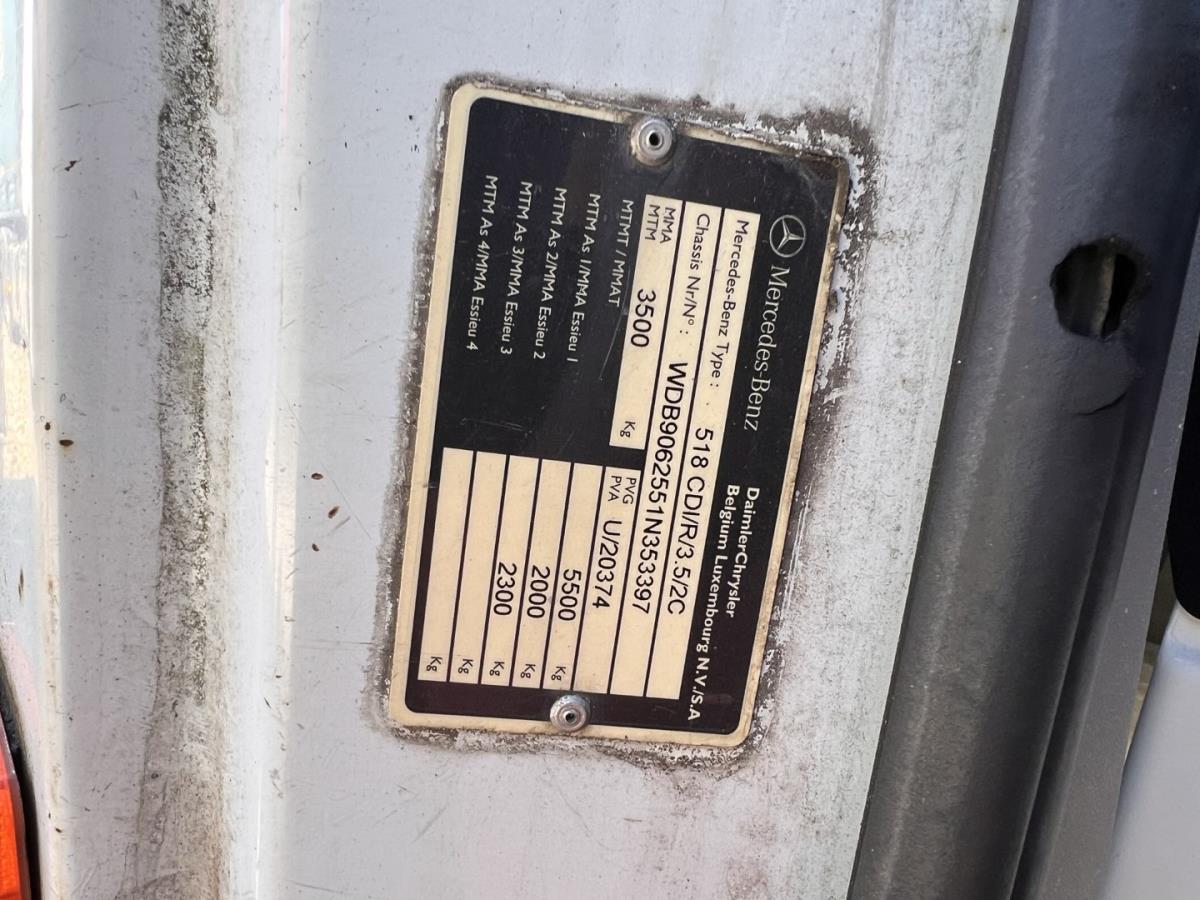 Mercedes-Benz
DaimlerChrysler
Belgium Luxembourg N.V./S.A
Mercedes-Benz Type : 518 CDI/R/3.5/2C
Chassis Nr/N° : WDB9062551N353397
MMA
MTM 3500 Kg
PVG
PVA U/20374
MTMT / MMAT 5500 Kg
MTM As 1/MMA Essieu 1 2000 Kg
MTM As 2/MMA Essieu 2 2300 Kg
MTM As 3/MMA Essieu 3 Kg
MTM As 4/MMA Essieu 4 Kg